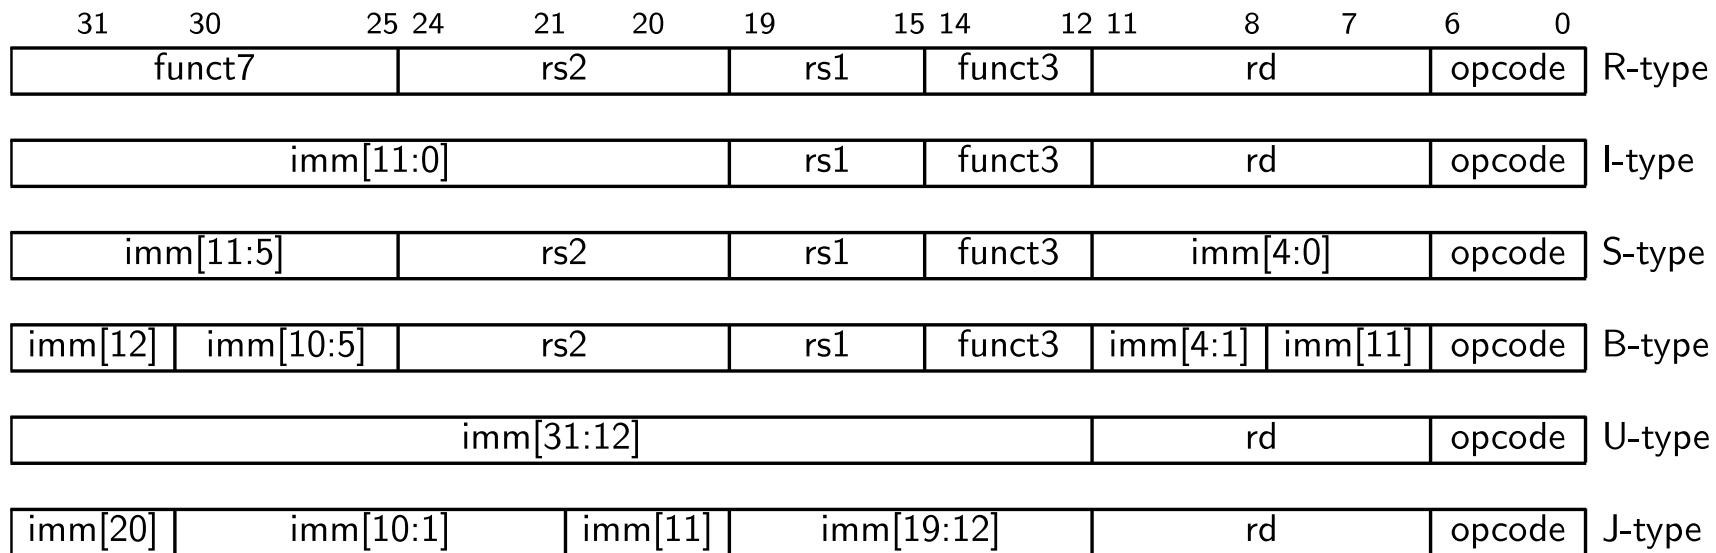 31 30 25 24 21 20 19 15 14 12 11 8 7 6 0
funct7 rs2 rs1 funct3 rd opcode R-type
imm[11:0] rs1 funct3 rd opcode I-type
imm[11:5] rs2 rs1 funct3 imm[4:0] opcode S-type
imm[12] imm[10:5] rs2 rs1 funct3 imm[4:1] imm[11] opcode B-type
imm[31:12] rd opcode U-type
imm[20] imm[10:1] imm[11] imm[19:12] rd opcode J-type